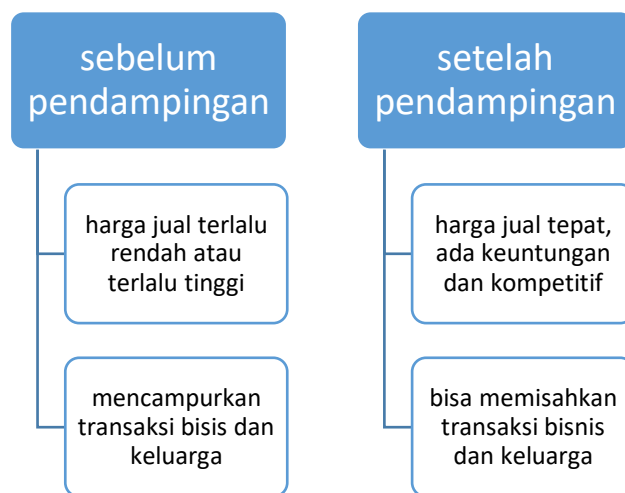 sebelum
pendampingan
harga jual terlalu
rendah atau
terlalu tinggi
mencampurkan
transaksi bisis dan
keluarga
setelah
pendampingan
harga jual tepat,
ada keuntungan
dan kompetitif
bisa memisahkan
transaksi bisnis
dan keluarga